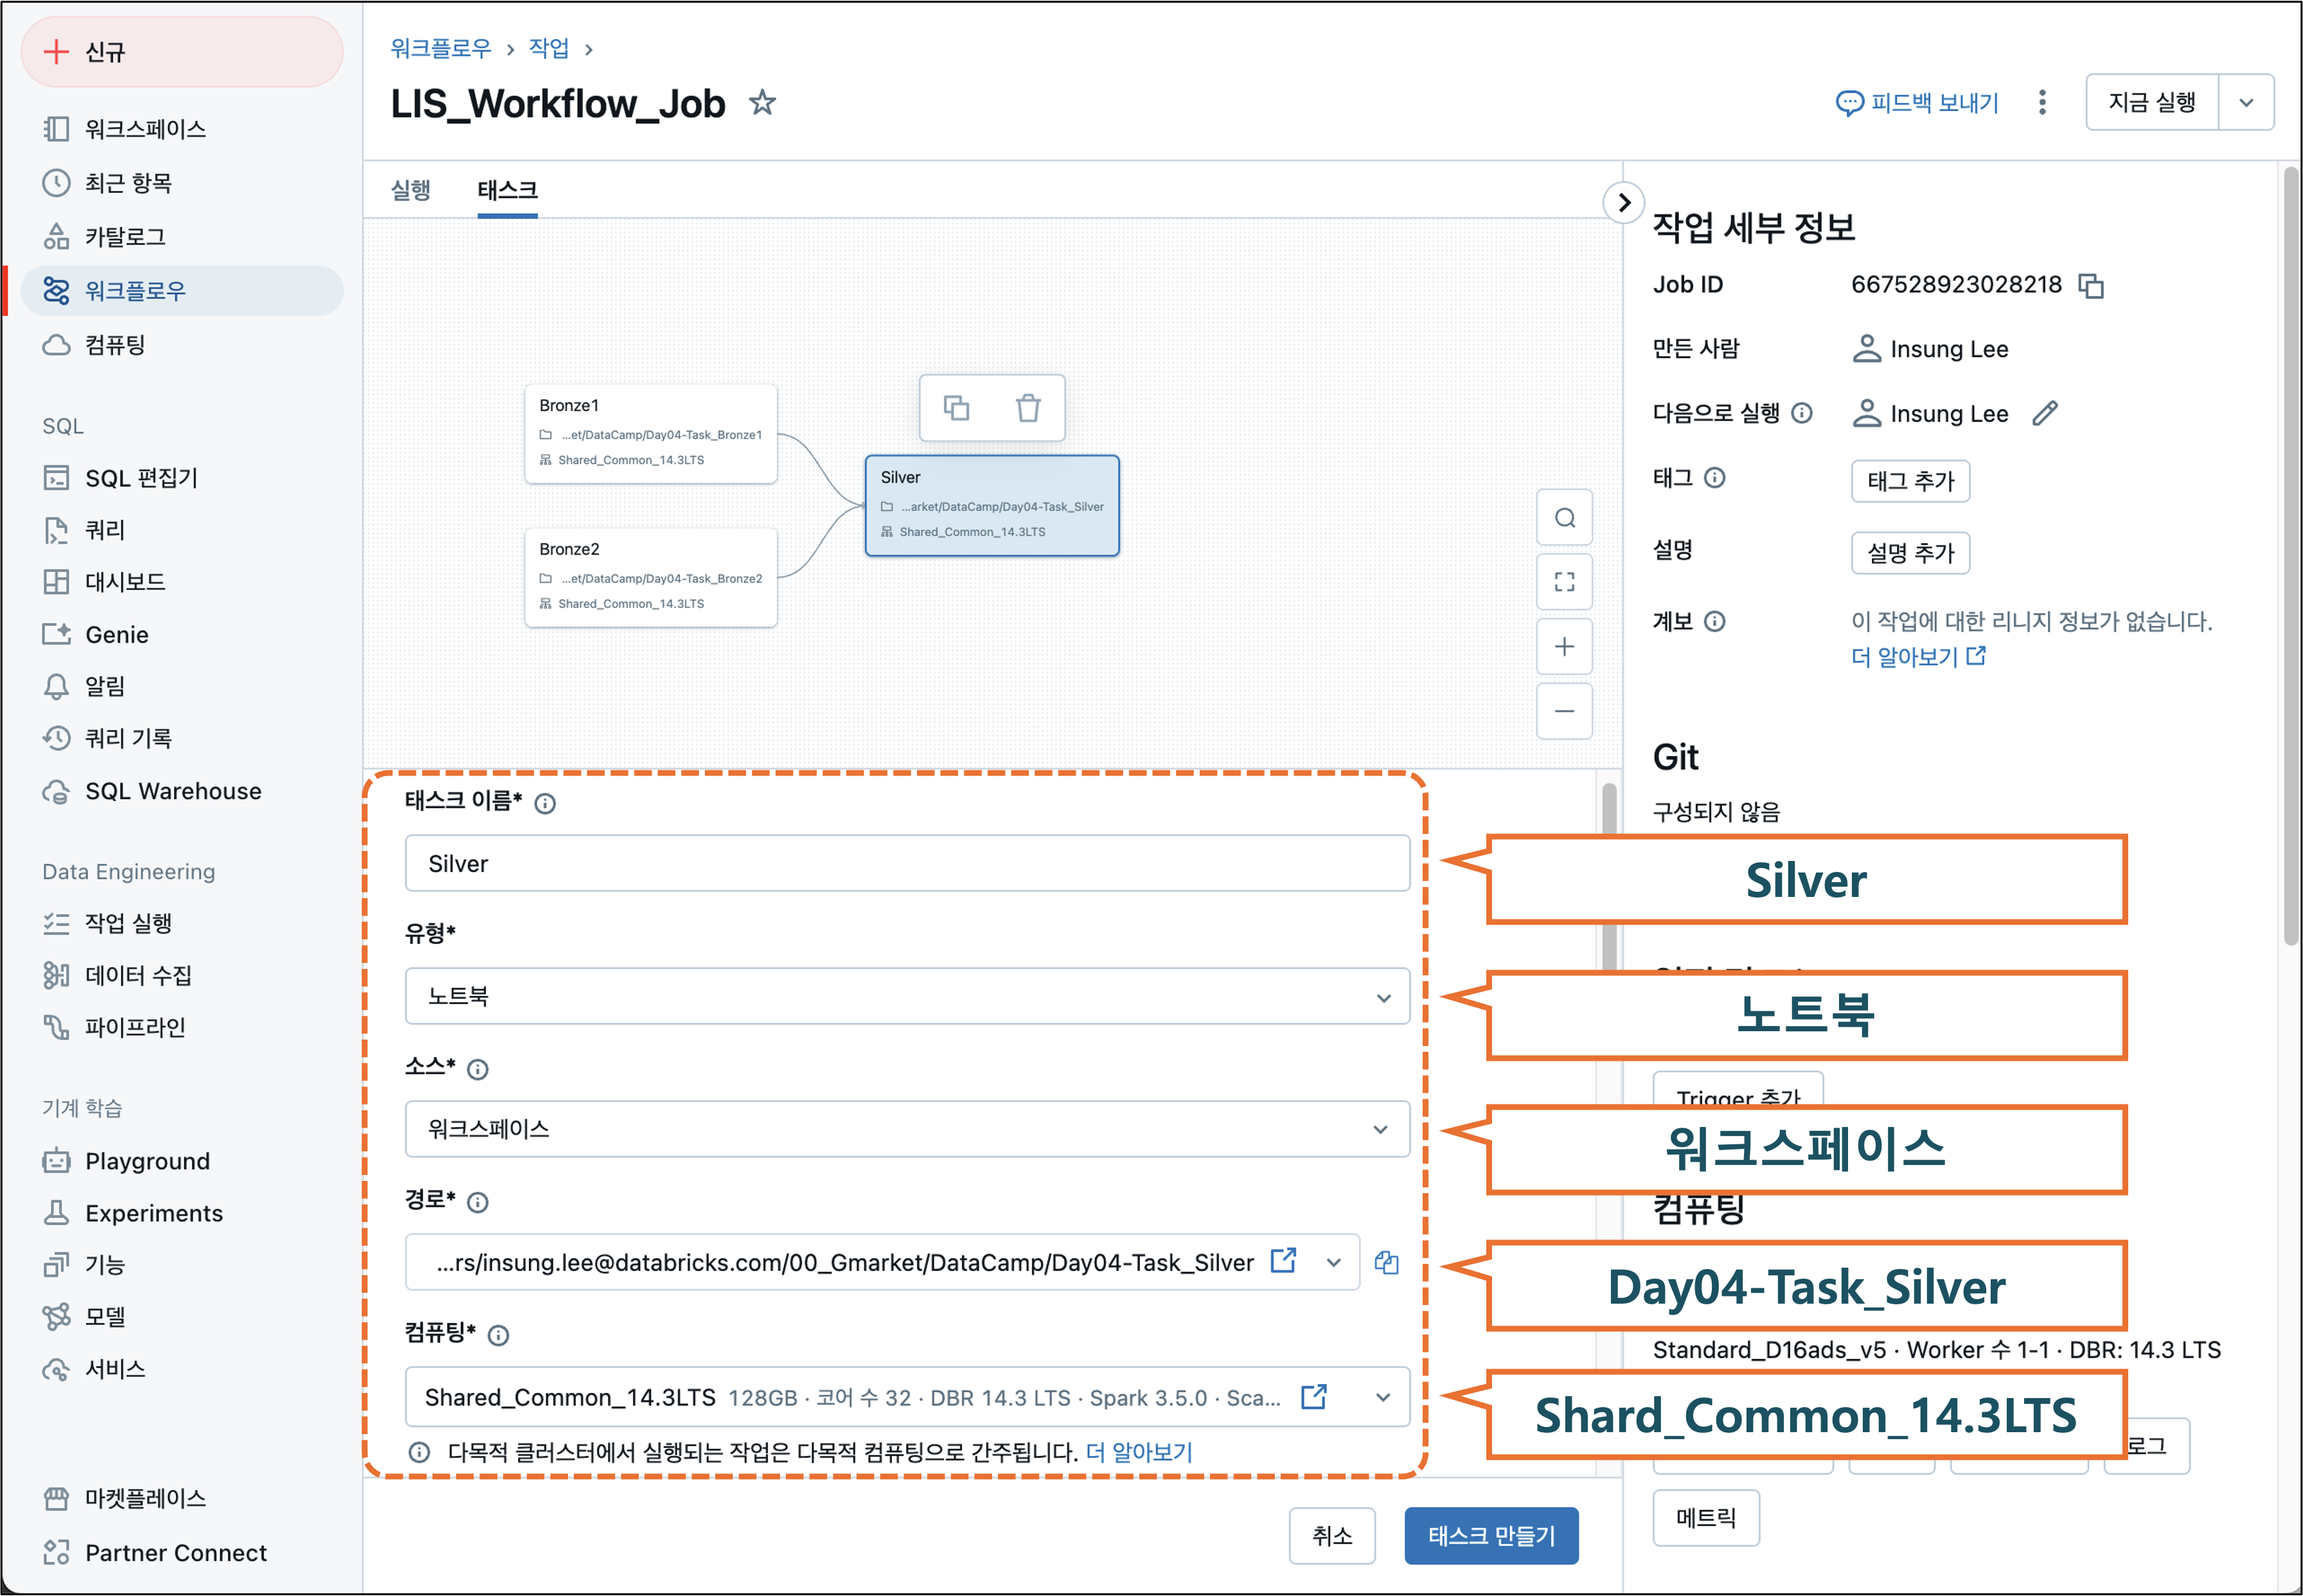 신규
워크스페이스
최근 항목
카탈로그
워크플로우
컴퓨팅
SQL
SQL 편집기
쿼리
대시보드
Genie
알림
쿼리 기록
SQL Warehouse
Data Engineering
작업 실행
데이터 수집
파이프라인
기계 학습
Playground
Experiments
기능
모델
서비스
마켓플레이스
Partner Connect
워크플로우 › 작업 ›
LIS_Workflow_Job
피드백 보내기
지금 실행
실행 태스크
Bronze1
...et/DataCamp/Day04-Task_Bronze1
Shared_Common_14.3LTS
Bronze2
...et/DataCamp/Day04-Task_Bronze2
Shared_Common_14.3LTS
Silver
...arket/DataCamp/Day04-Task_Silver
Shared_Common_14.3LTS
태스크 이름*
Silver
유형*
노트북
소스*
워크스페이스
경로*
...rs/insung.lee@databricks.com/00_Gmarket/DataCamp/Day04-Task_Silver
컴퓨팅*
Shared_Common_14.3LTS 128GB · 코어 수 32 · DBR 14.3 LTS · Spark 3.5.0 · Sca...
다목적 클러스터에서 실행되는 작업은 다목적 컴퓨팅으로 간주됩니다. 더 알아보기
취소
태스크 만들기
작업 세부 정보
Job ID 667528923028218
만든 사람 Insung Lee
다음으로 실행 Insung Lee
태그 태그 추가
설명 설명 추가
계보 이 작업에 대한 리니지 정보가 없습니다.
더 알아보기
Git
구성되지 않음
Silver
노트북
Trigger 추가
워크스페이스
컴퓨팅
Day04-Task_Silver
Standard_D16ads_v5 · Worker 수 1-1 · DBR: 14.3 LTS
Shard_Common_14.3LTS
로그
메트릭